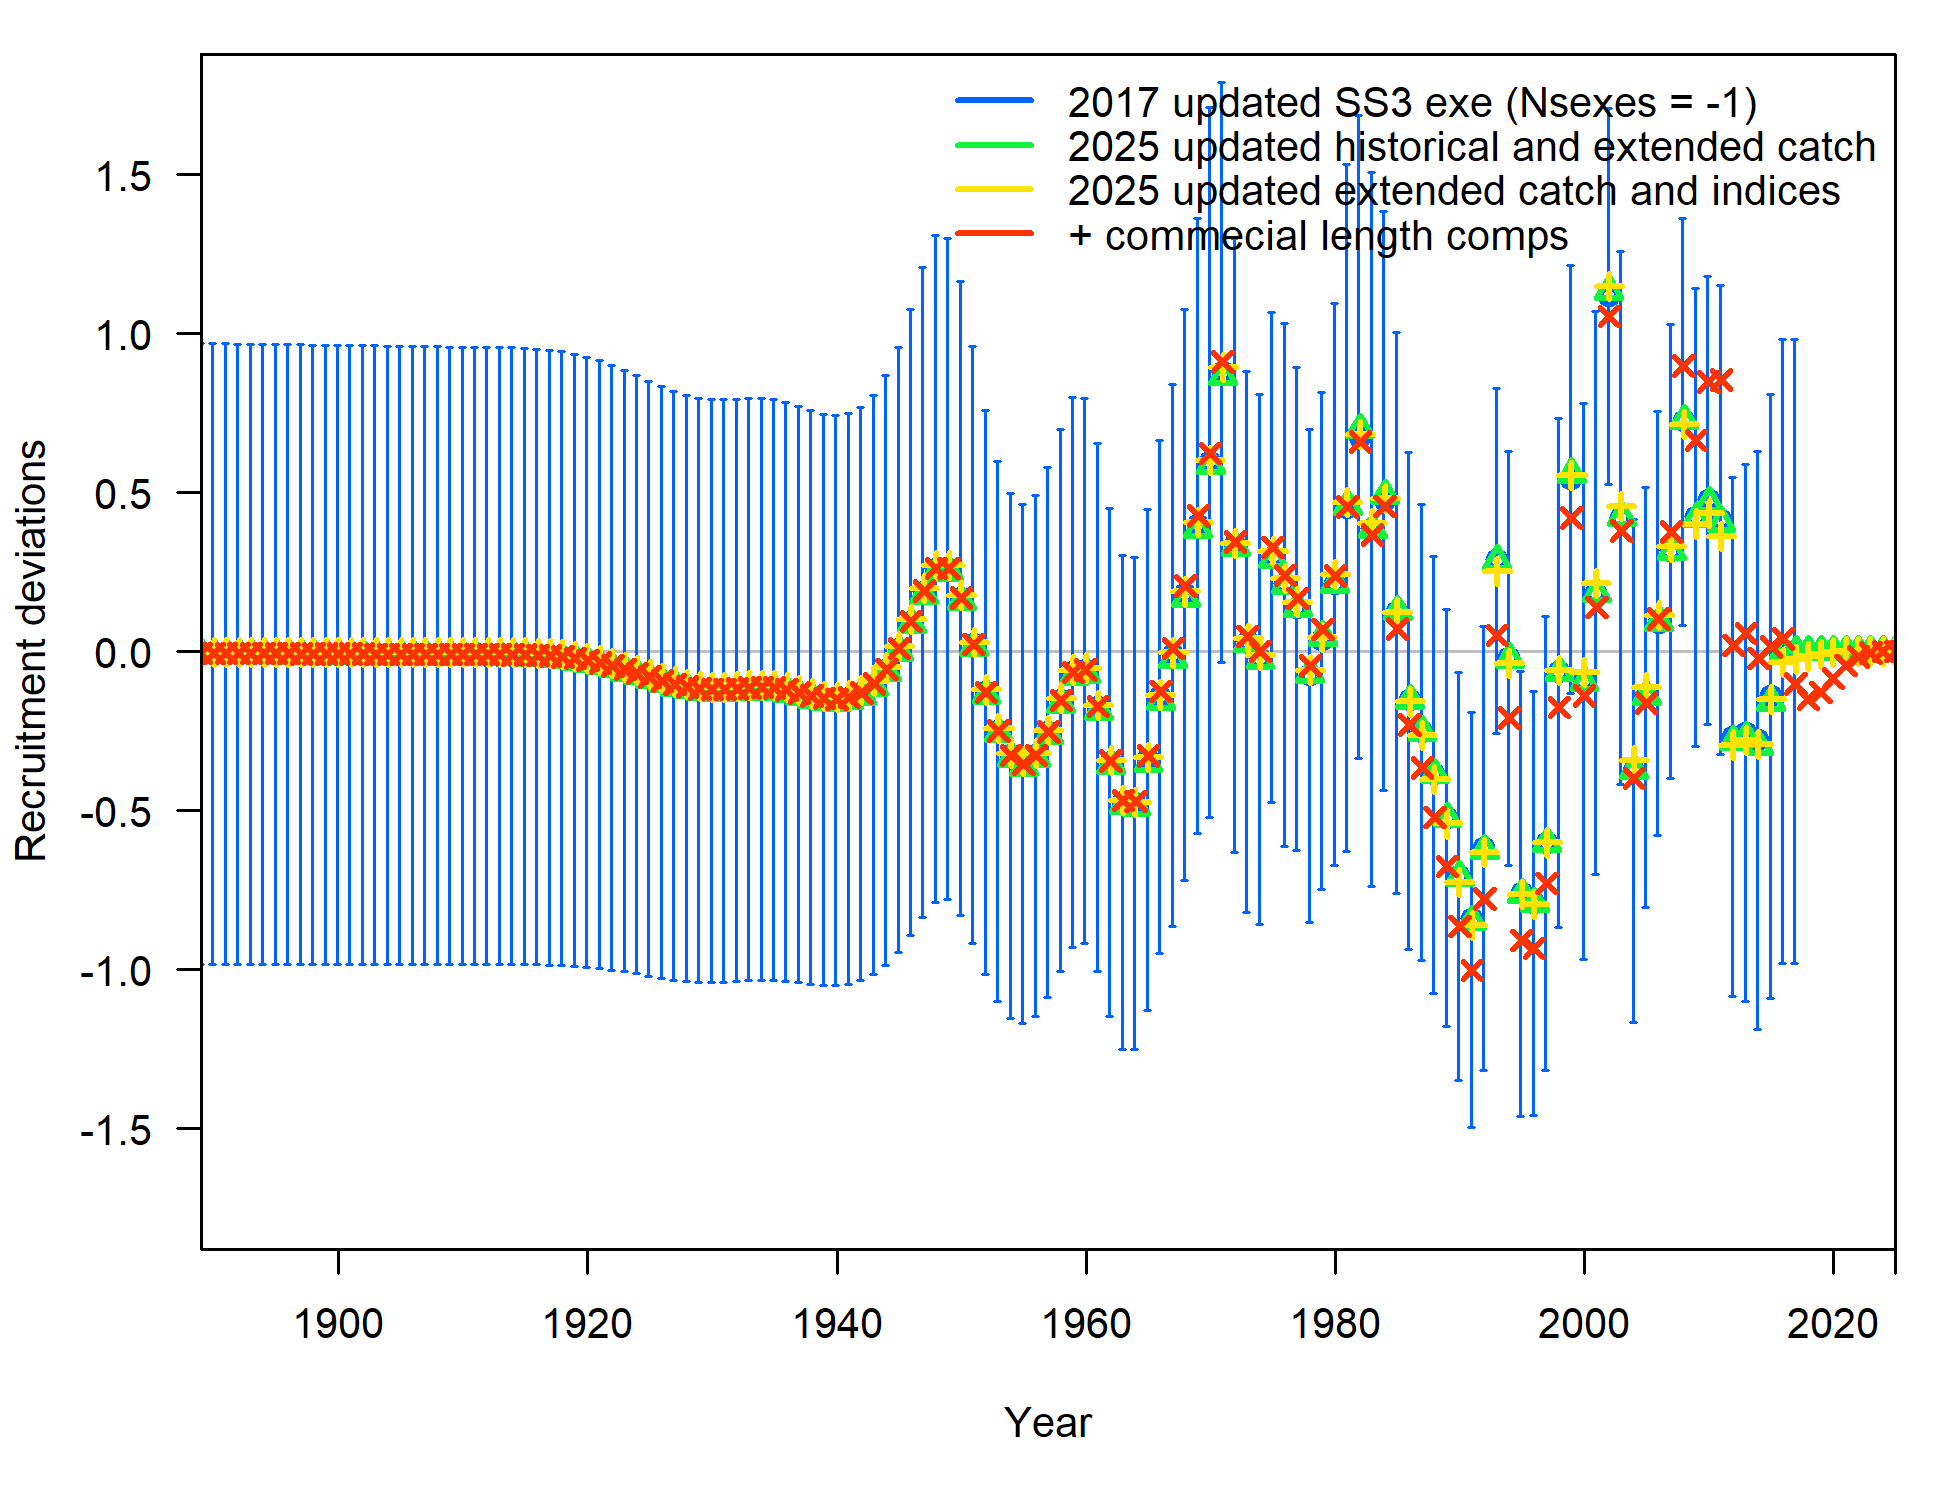 2017 updated SS3 exe (Nsexes = -1)
2025 updated historical and extended catch
2025 updated extended catch and indices
+ commecial length comps
Recruitment deviations
1.5
1.0
0.5
0.0
-0.5
-1.0
-1.5
1900 1920 1940 1960 1980 2000 2020
Year